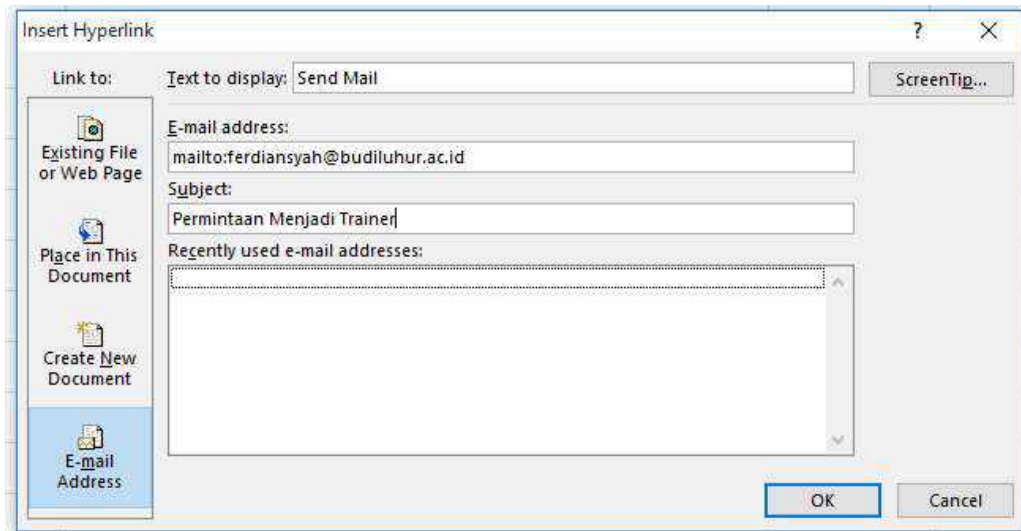 Insert Hyperlink
?
Link to:
Text to display: Send Mail
ScreenTip...
Existing File
or Web Page
E-mail address:
mailto:ferdiansyah@budiluhur.ac.id
Subject:
Permintaan Menjadi Trainer
Place in This
Document
Recently used e-mail addresses:
Create New
Document
E-mail
Address
OK
Cancel